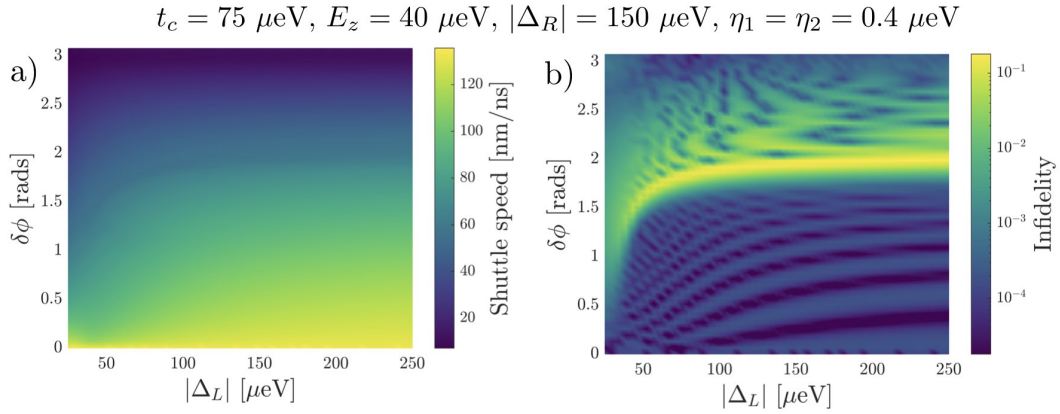 t_c = 75 μeV, E_z = 40 μeV, |Δ_R| = 150 μeV, η_1 = η_2 = 0.4 μeV
a)
3
2.5
2
1.5
1
0.5
0
δφ [rads]
50 100 150 200 250
|Δ_L| [μeV]
120
100
80
60
40
20
Shuttle speed [nm/ns]
b)
3
2.5
2
1.5
1
0.5
0
δφ [rads]
50 100 150 200 250
|Δ_L| [μeV]
10^-1
10^-2
10^-3
10^-4
Infidelity